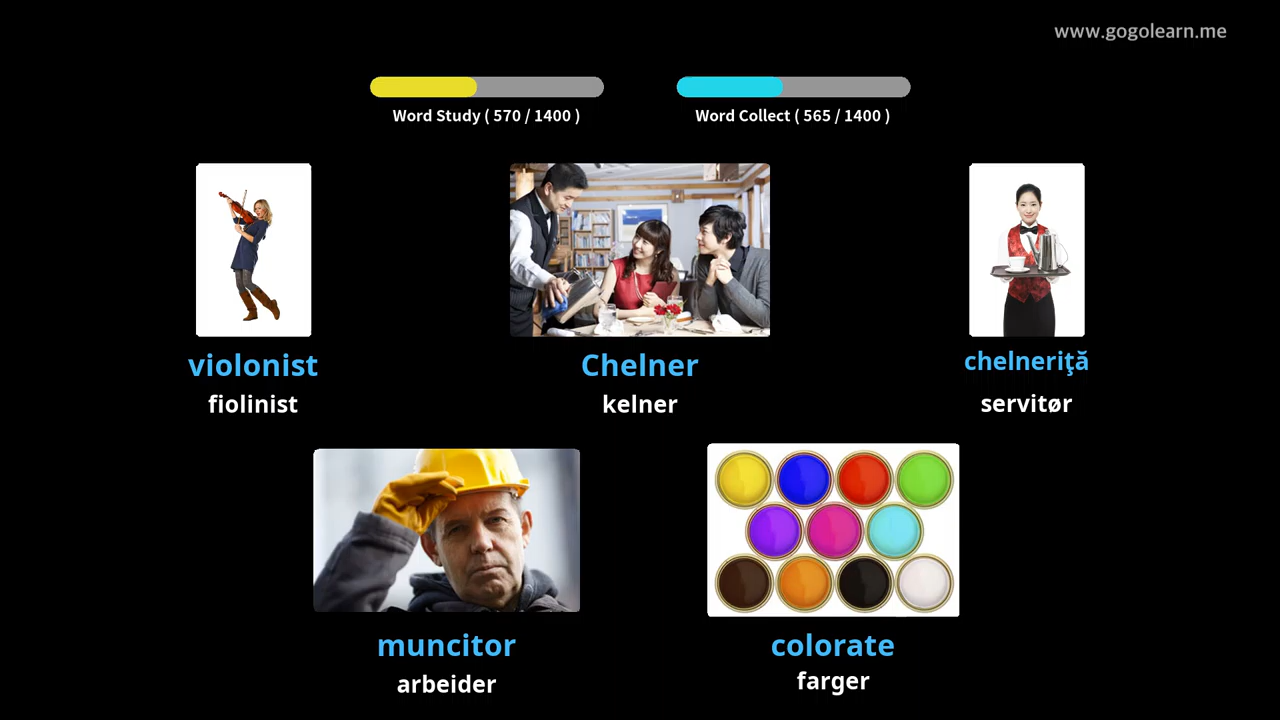 www.gogolearn.me
Word Study ( 570 / 1400 )
Word Collect ( 565 / 1400 )
violonist
Chelner
chelneriţă
fiolinist
kelner
servitør
muncitor
colorate
arbeider
farger